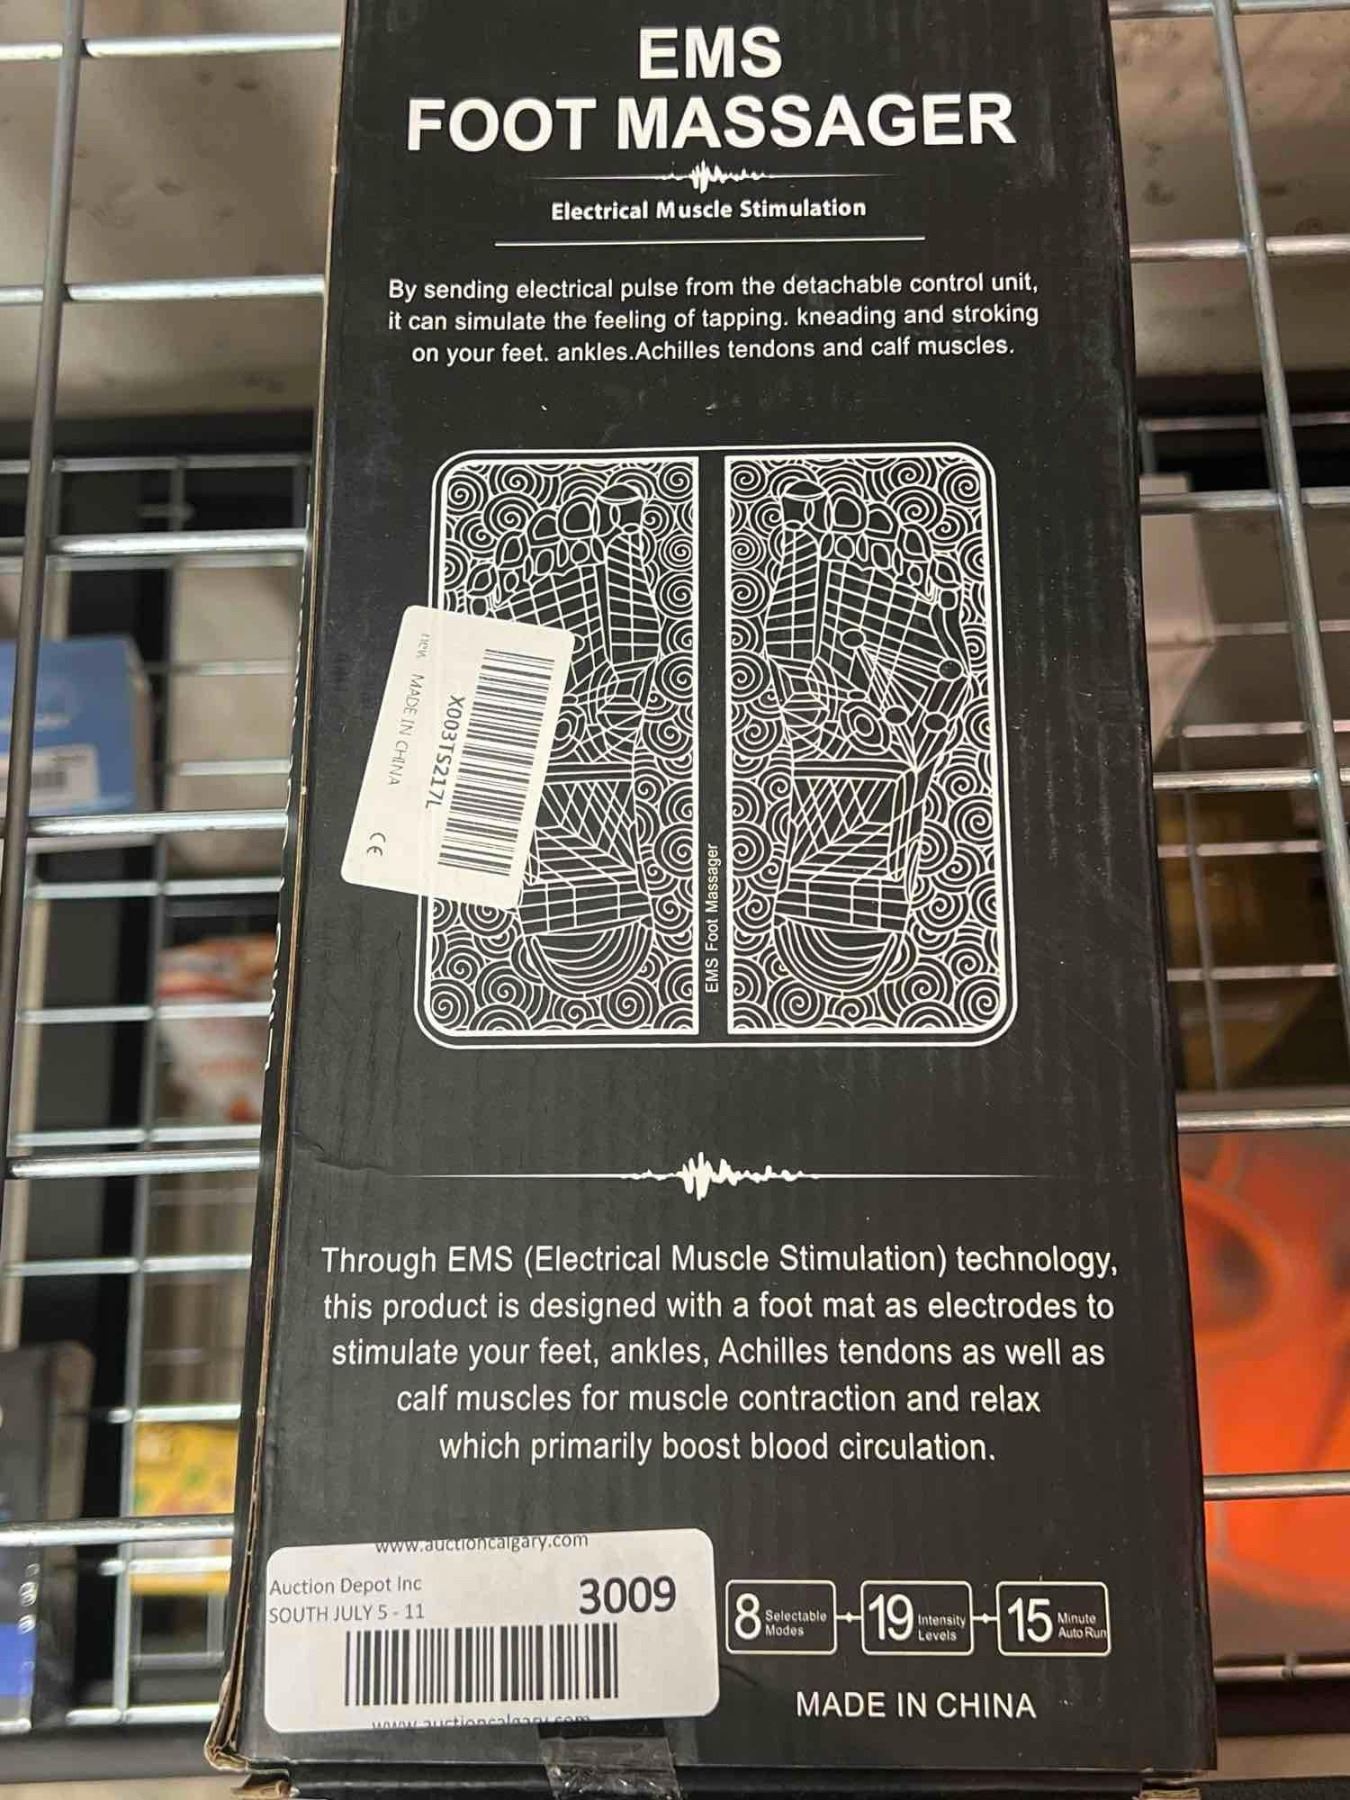 EMS
FOOT MASSAGER
Electrical Muscle Stimulation
By sending electrical pulse from the detachable control unit,
it can simulate the feeling of tapping. kneading and stroking
on your feet. ankles.Achilles tendons and calf muscles.
X003TS217L
new MADE IN CHINA
CE
EMS Foot Massager
Through EMS (Electrical Muscle Stimulation) technology,
this product is designed with a foot mat as electrodes to
stimulate your feet, ankles, Achilles tendons as well as
calf muscles for muscle contraction and relax
which primarily boost blood circulation.
www.auctioncalgary.com
Auction Depot Inc
SOUTH JULY 5 - 11
3009
www.auctioncalgary.com
8 Selectable Modes
19 Intensity Levels
15 Minute Auto Run
MADE IN CHINA